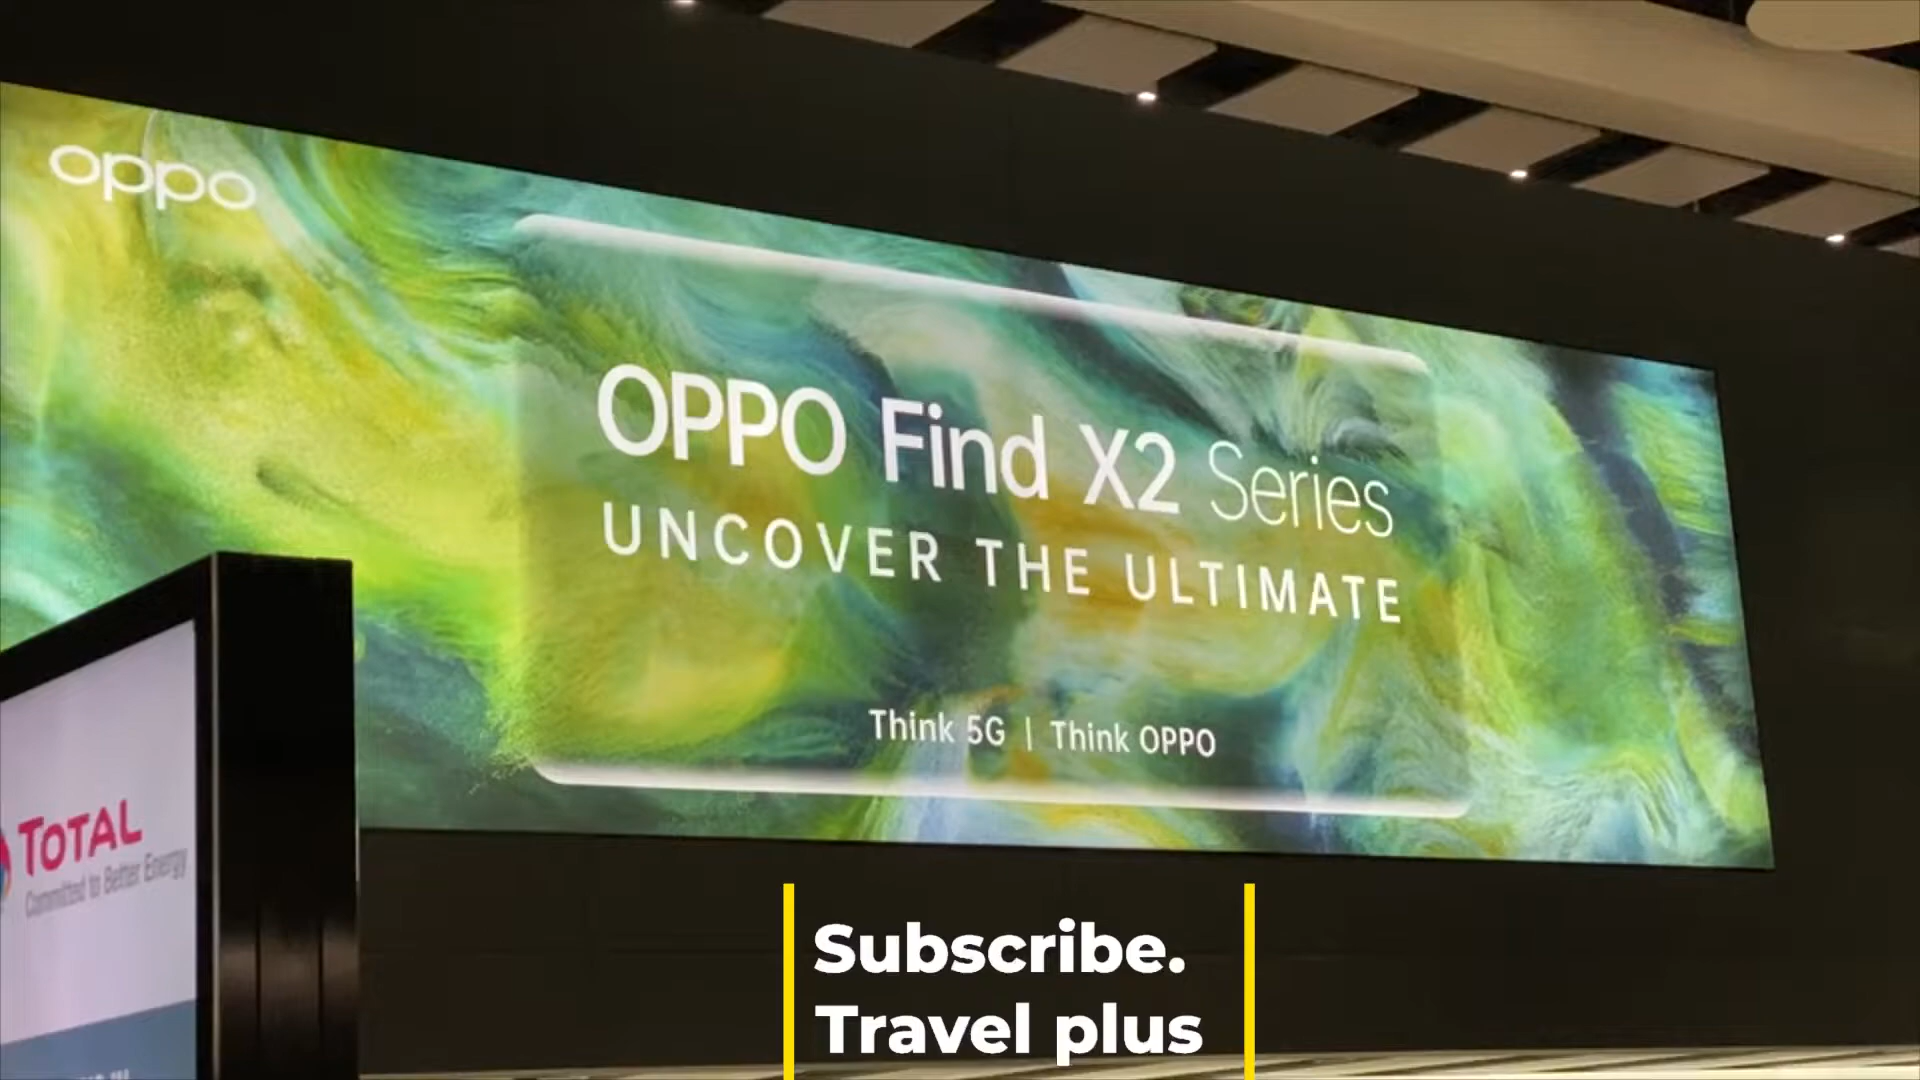 oppo
OPPO Find X2 Series
UNCOVER THE ULTIMATE
Think 5G | Think OPPO
TOTAL
Committed to Better Energy
Subscribe.
Travel plus